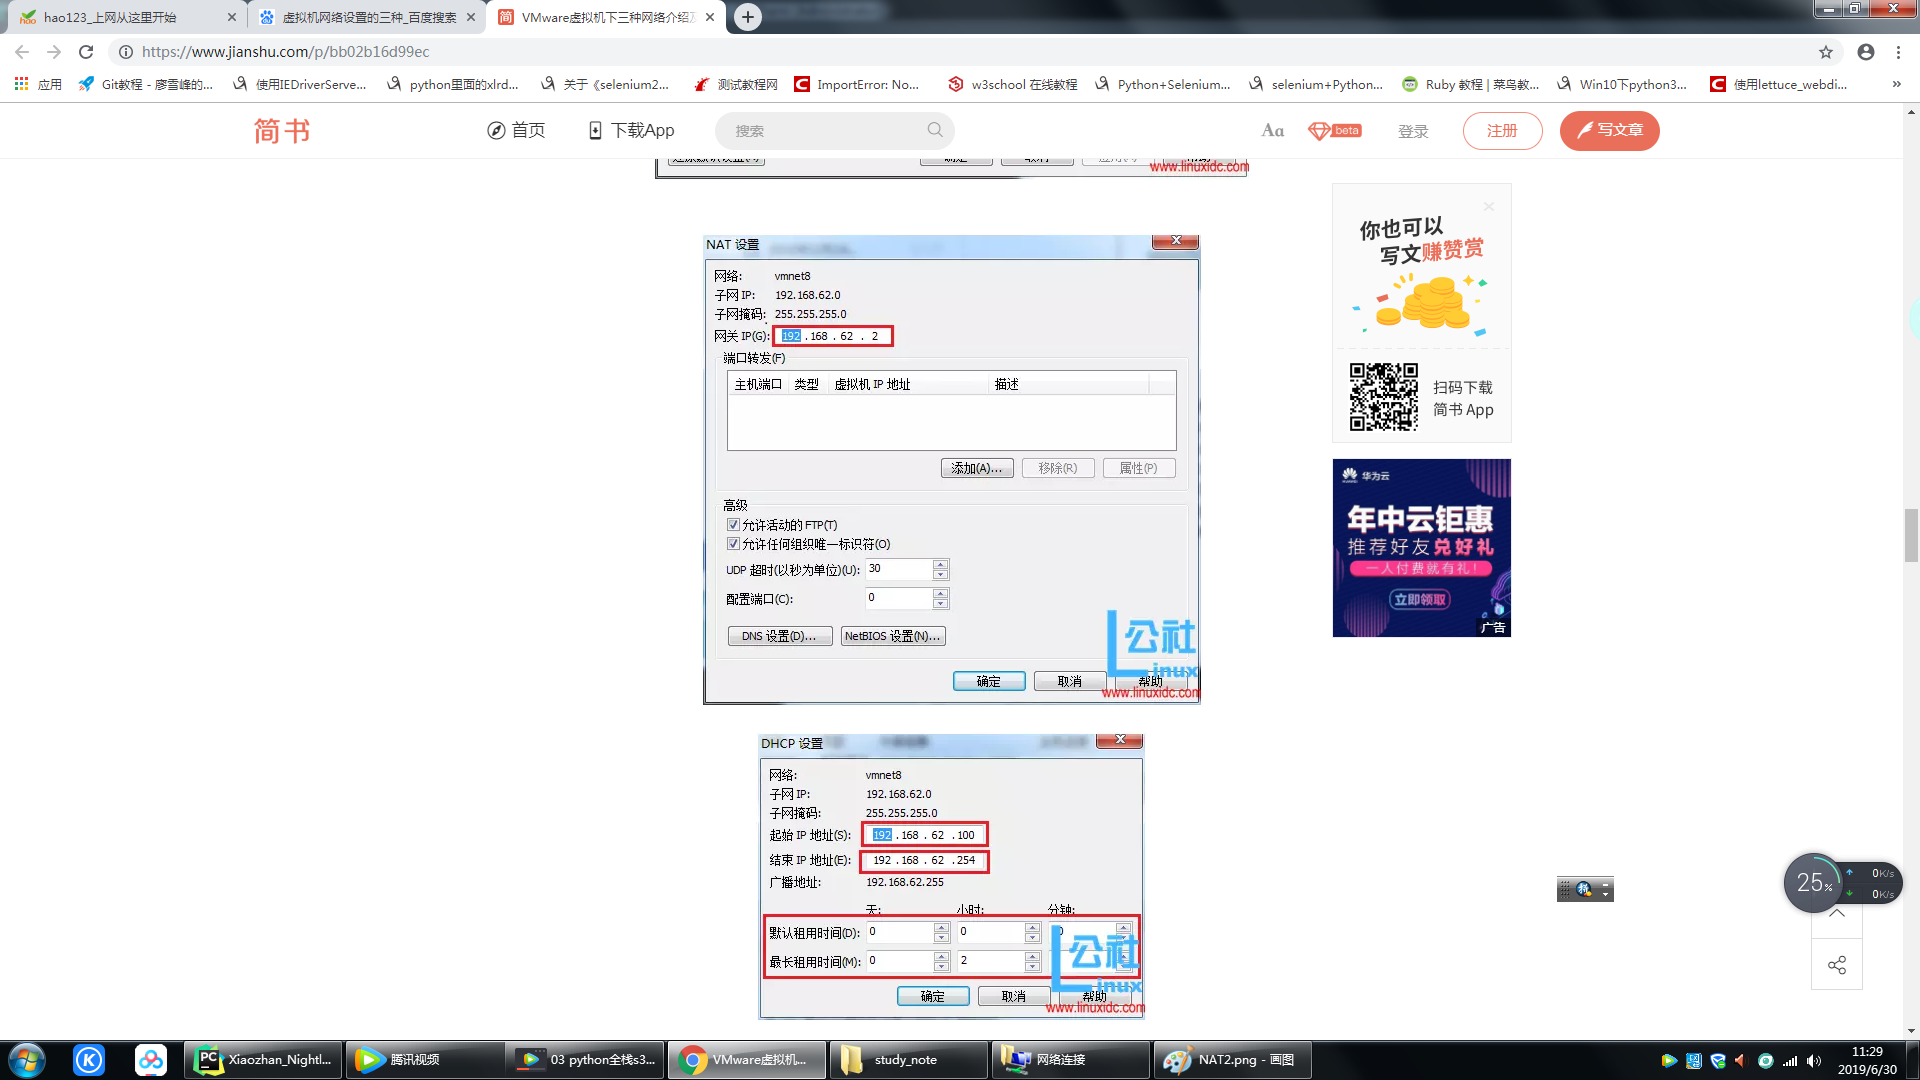 hao123_上网从这里开始
虚拟机网络设置的三种_百度搜索
VMware虚拟机下三种网络介绍及
https://www.jianshu.com/p/bb02b16d99ec
应用
Git教程 - 廖雪峰的...
使用IEDriverServe...
python里面的xlrd...
关于《selenium2...
测试教程网
ImportError: No...
w3school 在线教程
Python+Selenium...
selenium+Python...
Ruby 教程 | 菜鸟教...
Win10下python3...
使用lettuce_webdi...
»
简书
首页
下载App
搜索
Aa
beta
登录
注册
写文章
www.linuxidc.com
NAT 设置
网络: vmnet8
子网 IP: 192.168.62.0
子网掩码: 255.255.255.0
网关 IP(G): 192 . 168 . 62 . 2
端口转发(F)
主机端口 类型 虚拟机 IP 地址 描述
添加(A)... 移除(R) 属性(P)
高级
允许活动的 FTP(T)
允许任何组织唯一标识符(O)
UDP 超时(以秒为单位)(U): 30
配置端口(C): 0
DNS 设置(D)... NetBIOS 设置(N)...
公社
Linux
确定 取消 帮助
www.linuxidc.com
DHCP 设置
网络: vmnet8
子网 IP: 192.168.62.0
子网掩码: 255.255.255.0
起始 IP 地址(S): 192 . 168 . 62 . 100
结束 IP 地址(E): 192 . 168 . 62 . 254
广播地址: 192.168.62.255
天: 小时: 分钟:
默认租用时间(D): 0 0
最长租用时间(M): 0 2
公社
Linux
确定 取消 帮助
www.linuxidc.com
你也可以
写文赚赞赏
扫码下载
简书 App
华为云
年中云钜惠
推荐好友兑好礼
一人付费就有礼!
立即领取
广告
25%
0K/s
0K/s
Xiaozhan_Nightl...
腾讯视频
03 python全栈s3...
VMware虚拟机...
study_note
网络连接
NAT2.png - 画图
11:29
2019/6/30